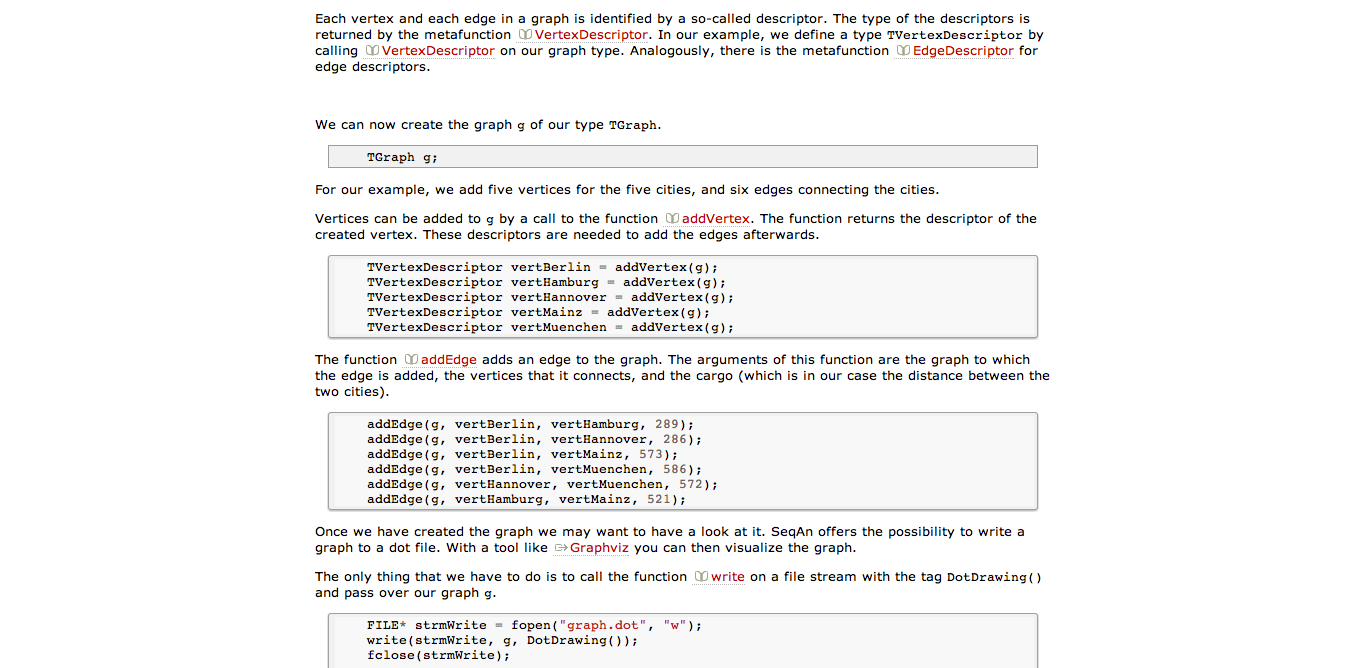 Each vertex and each edge in a graph is identified by a so-called descriptor. The type of the descriptors is
returned by the metafunction VertexDescriptor. In our example, we define a type TVertexDescriptor by
calling VertexDescriptor on our graph type. Analogously, there is the metafunction EdgeDescriptor for
edge descriptors.
We can now create the graph g of our type TGraph.
TGraph g;
For our example, we add five vertices for the five cities, and six edges connecting the cities.
Vertices can be added to g by a call to the function addVertex. The function returns the descriptor of the
created vertex. These descriptors are needed to add the edges afterwards.
TVertexDescriptor vertBerlin = addVertex(g);
TVertexDescriptor vertHamburg = addVertex(g);
TVertexDescriptor vertHannover = addVertex(g);
TVertexDescriptor vertMainz = addVertex(g);
TVertexDescriptor vertMuenchen = addVertex(g);
The function addEdge adds an edge to the graph. The arguments of this function are the graph to which
the edge is added, the vertices that it connects, and the cargo (which is in our case the distance between the
two cities).
addEdge(g, vertBerlin, vertHamburg, 289);
addEdge(g, vertBerlin, vertHannover, 286);
addEdge(g, vertBerlin, vertMainz, 573);
addEdge(g, vertBerlin, vertMuenchen, 586);
addEdge(g, vertHannover, vertMuenchen, 572);
addEdge(g, vertHamburg, vertMainz, 521);
Once we have created the graph we may want to have a look at it. SeqAn offers the possibility to write a
graph to a dot file. With a tool like Graphviz you can then visualize the graph.
The only thing that we have to do is to call the function write on a file stream with the tag DotDrawing()
and pass over our graph g.
FILE* strmWrite = fopen("graph.dot", "w");
write(strmWrite, g, DotDrawing());
fclose(strmWrite);